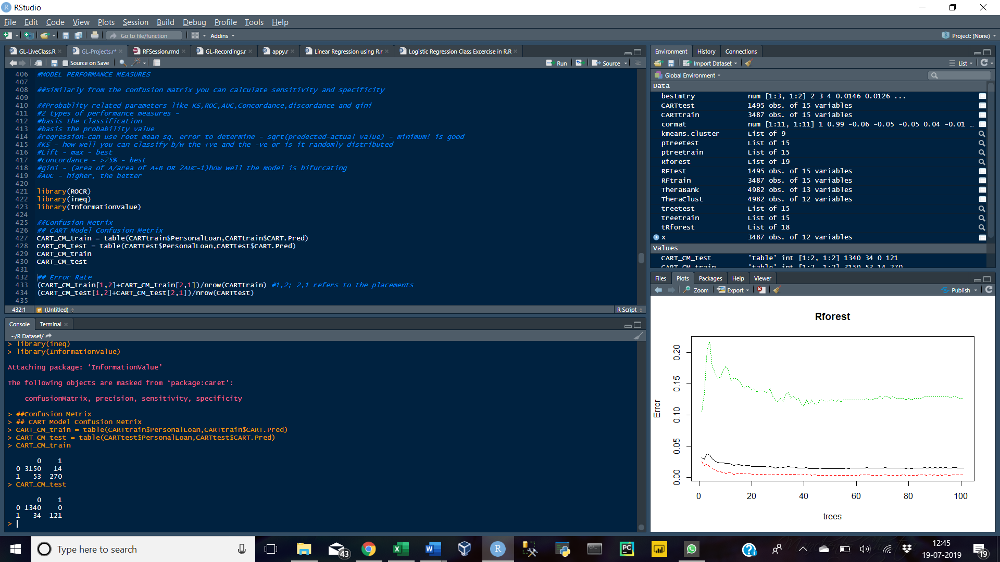 RStudio
File Edit Code View Plots Session Build Debug Profile Tools Help
Go to file/function Addins Project: (None)
GL-LiveClass.R GL-Projects.r* RFSession.rmd GL-Recordings.r appy.r Linear Regression using R.r Logistic Regression Class Excercise in R.R
Source on Save Run Source
406 #MODEL PERFORMANCE MEASURES
407
408 ##Similarly from the confusion matrix you can calculate sensitivity and specificity
409
410 ##Probablity related parameters like KS,ROC,AUC,Concordance,discordance and gini
411 #2 types of performance measures -
412 #basis the classification
413 #basis the probability value
414 #regression-can use root mean sq. error to determine - sqrt(predected-actual value) - minimum! is good
415 #KS - how well you can classify b/w the +ve and the -ve or is it randomly distributed
416 #Lift - max - best
417 #concordance - >75% - best
418 #gini - (area of A/area of A+B OR 2AUC-1)how well the model is bifurcating
419 #AUC - higher, the better
420
421 library(ROCR)
422 library(ineq)
423 library(InformationValue)
424
425 ##Confusion Metrix
426 ## CART Model Confusion Metrix
427 CART_CM_train = table(CARTtrain$PersonalLoan,CARTtrain$CART.Pred)
428 CART_CM_test = table(CARTtest$PersonalLoan,CARTtest$CART.Pred)
429 CART_CM_train
430 CART_CM_test
431
432 ## Error Rate
433 (CART_CM_train[1,2]+CART_CM_train[2,1])/nrow(CARTtrain) #1,2; 2,1 refers to the placements
434 (CART_CM_test[1,2]+CART_CM_test[2,1])/nrow(CARTtest)
435
432:1 # (Untitled) R Script
Console Terminal
~/R Dataset/
> library(ineq)
> library(InformationValue)
Attaching package: ‘InformationValue’
The following objects are masked from ‘package:caret’:
confusionMatrix, precision, sensitivity, specificity
> ##Confusion Metrix
> ## CART Model Confusion Metrix
> CART_CM_train = table(CARTtrain$PersonalLoan,CARTtrain$CART.Pred)
> CART_CM_test = table(CARTtest$PersonalLoan,CARTtest$CART.Pred)
> CART_CM_train
0 1
0 3150 14
1 53 270
> CART_CM_test
0 1
0 1340 0
1 34 121
>
Environment History Connections
Import Dataset List
Global Environment
Data
bestmtry num [1:3, 1:2] 2 3 4 0.0146 0.0126 ...
CARTtest 1495 obs. of 15 variables
CARTtrain 3487 obs. of 15 variables
cormat num [1:11, 1:11] 1 0.99 -0.06 -0.05 -0.05 0.04 -0.01 …
kmeans.cluster List of 9
ptreetest List of 15
ptreetrain List of 15
Rforest List of 19
RFtest 1495 obs. of 15 variables
RFtrain 3487 obs. of 15 variables
TheraBank 4982 obs. of 13 variables
TheraClust 4982 obs. of 12 variables
treetest List of 15
treetrain List of 15
tRforest List of 18
x 3487 obs. of 12 variables
Values
CART_CM_test 'table' int [1:2, 1:2] 1340 34 0 121
CART_CM_train 'table' int [1:2, 1:2] 3150 53 14 270
Files Plots Packages Help Viewer
Zoom Export Publish
Rforest
Error
0.20
0.15
0.10
0.05
0.00
0 20 40 60 80 100
trees
Type here to search 43 R PC 12:45
19-07-2019 19